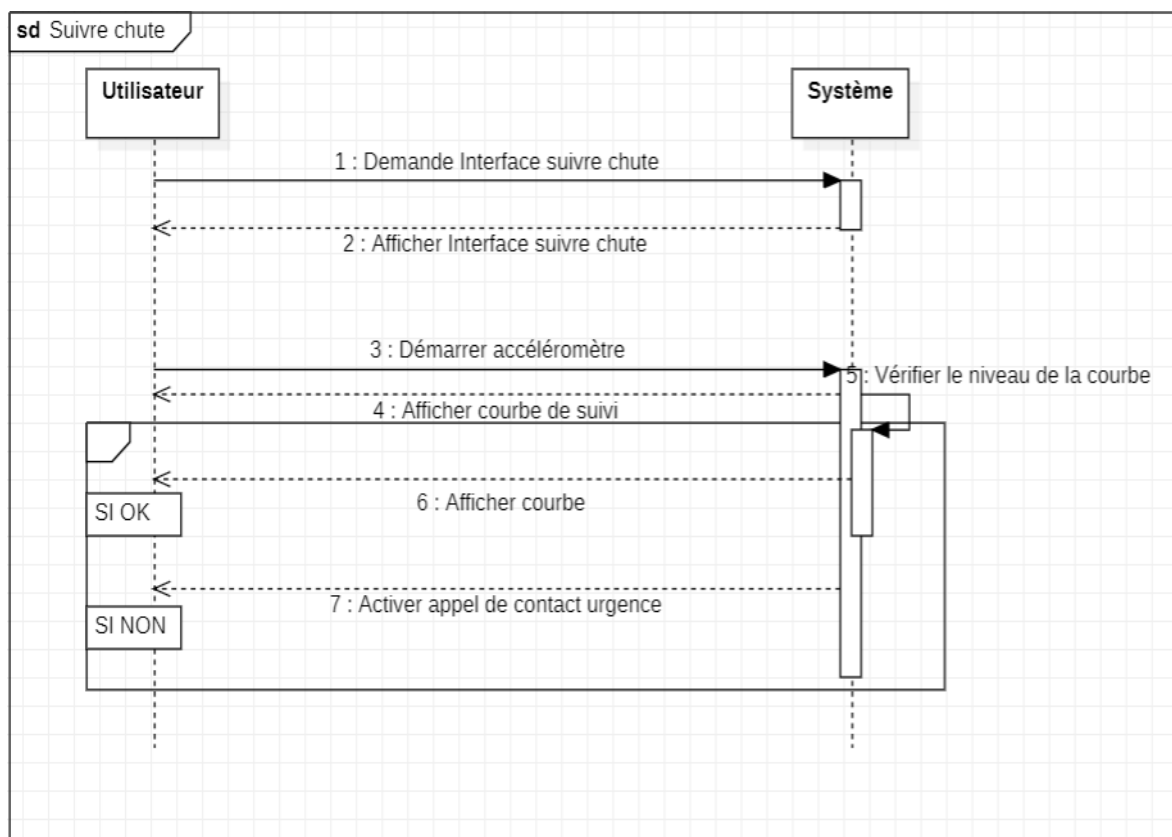 sd Suivre chute
Utilisateur
Système
1 : Demande Interface suivre chute
2 : Afficher Interface suivre chute
3 : Démarrer accéléromètre
5 : Vérifier le niveau de la courbe
4 : Afficher courbe de suivi
6 : Afficher courbe
SI OK
7 : Activer appel de contact urgence
SI NON